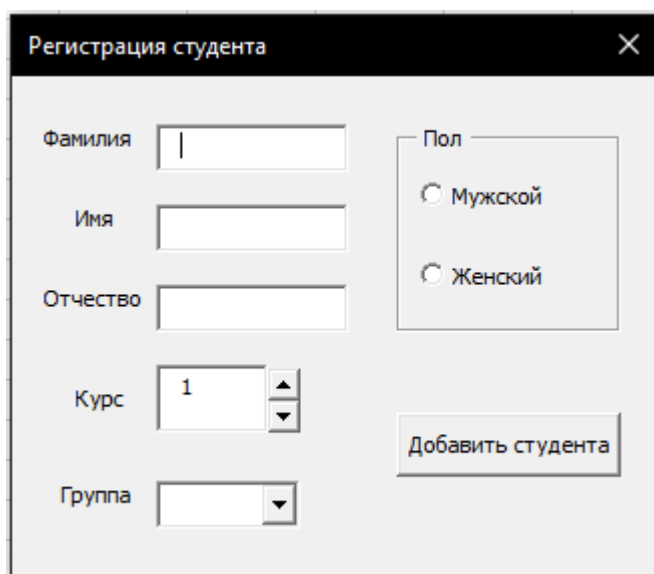 Регистрация студента
Фамилия
Пол
Мужской
Имя
Женский
Отчество
Курс
1
Добавить студента
Группа